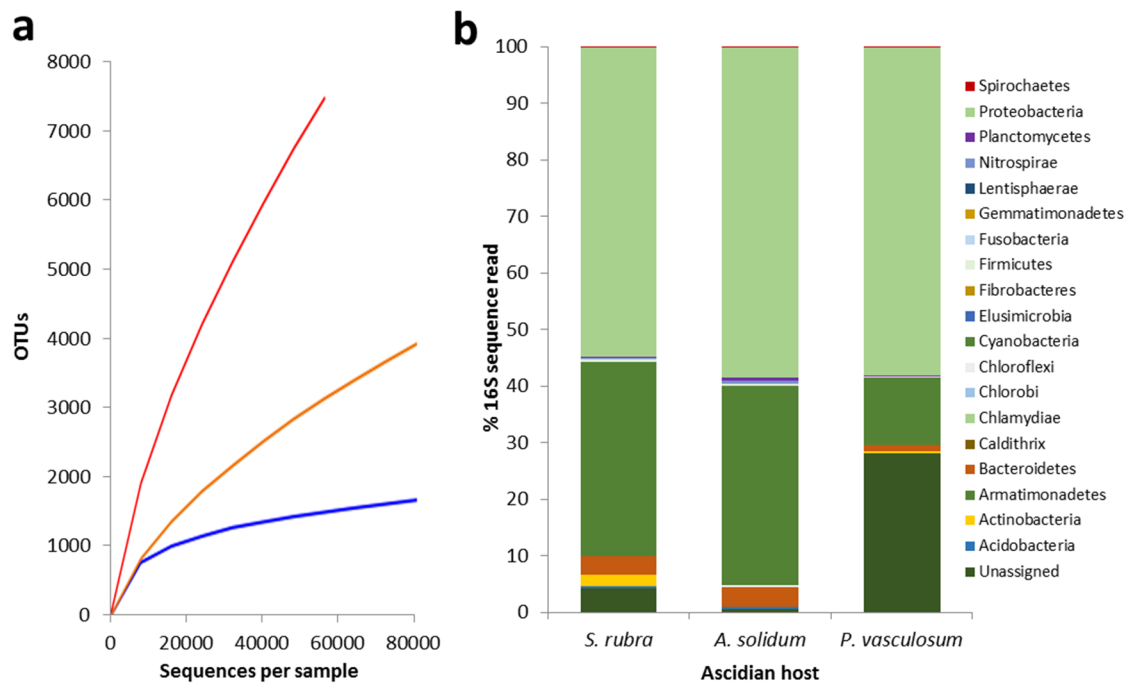 a
8000
7000
6000
5000
4000
3000
2000
1000
0
OTUs
0 20000 40000 60000 80000
Sequences per sample
b
100
90
80
70
60
50
40
30
20
10
0
% 16S sequence read
S. rubra A. solidum P. vasculosum
Ascidian host
Spirochaetes
Proteobacteria
Planctomycetes
Nitrospirae
Lentisphaerae
Gemmatimonadetes
Fusobacteria
Firmicutes
Fibrobacteres
Elusimicrobia
Cyanobacteria
Chloroflexi
Chlorobi
Chlamydiae
Caldithrix
Bacteroidetes
Armatimonadetes
Actinobacteria
Acidobacteria
Unassigned